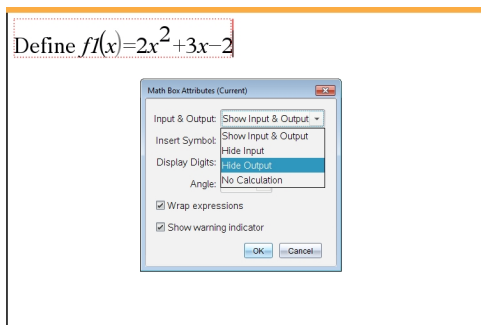 Define f1(x)=2x²+3x−2
Math Box Attributes (Current)
Input & Output: Show Input & Output
Show Input & Output
Insert Symbol:
Hide Input
Display Digits: Hide Output
Angle: No Calculation
Wrap expressions
Show warning indicator
OK Cancel